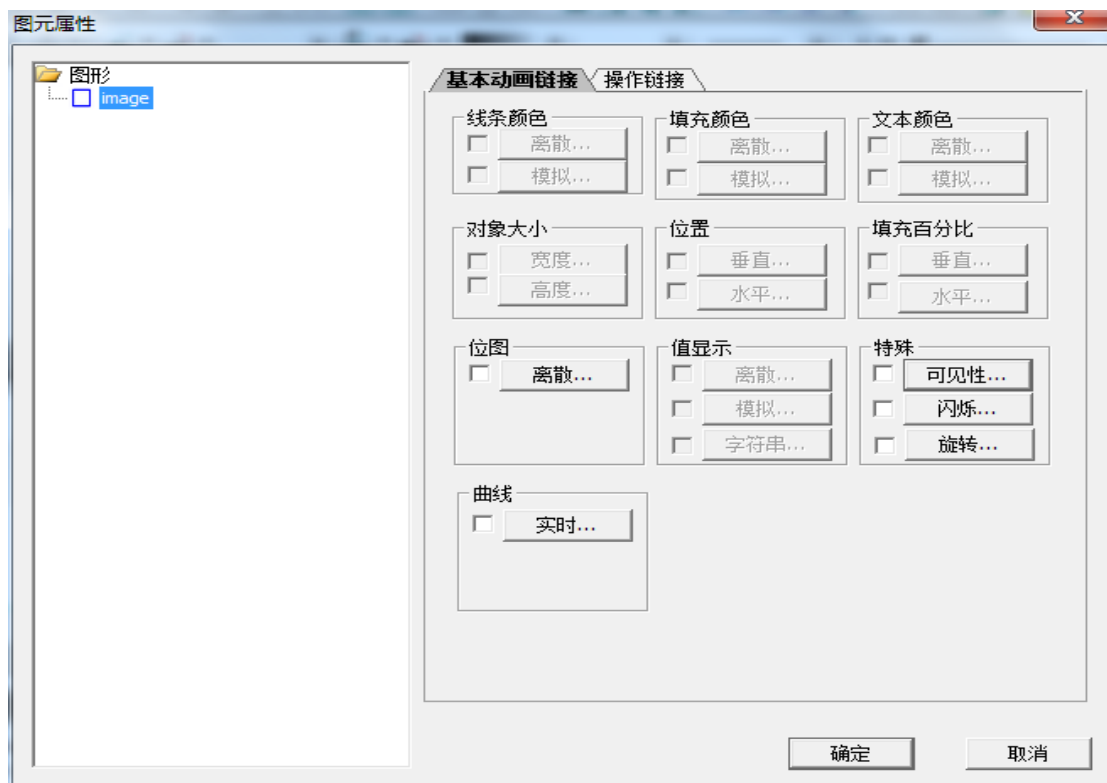 图元属性
图形
image
基本动画链接 操作链接
线条颜色 填充颜色 文本颜色
离散... 离散... 离散...
模拟... 模拟... 模拟...
对象大小 位置 填充百分比
宽度... 垂直... 垂直...
高度... 水平... 水平...
位图 值显示 特殊
离散... 离散... 可见性...
模拟... 闪烁...
字符串... 旋转...
曲线
实时...
确定 取消